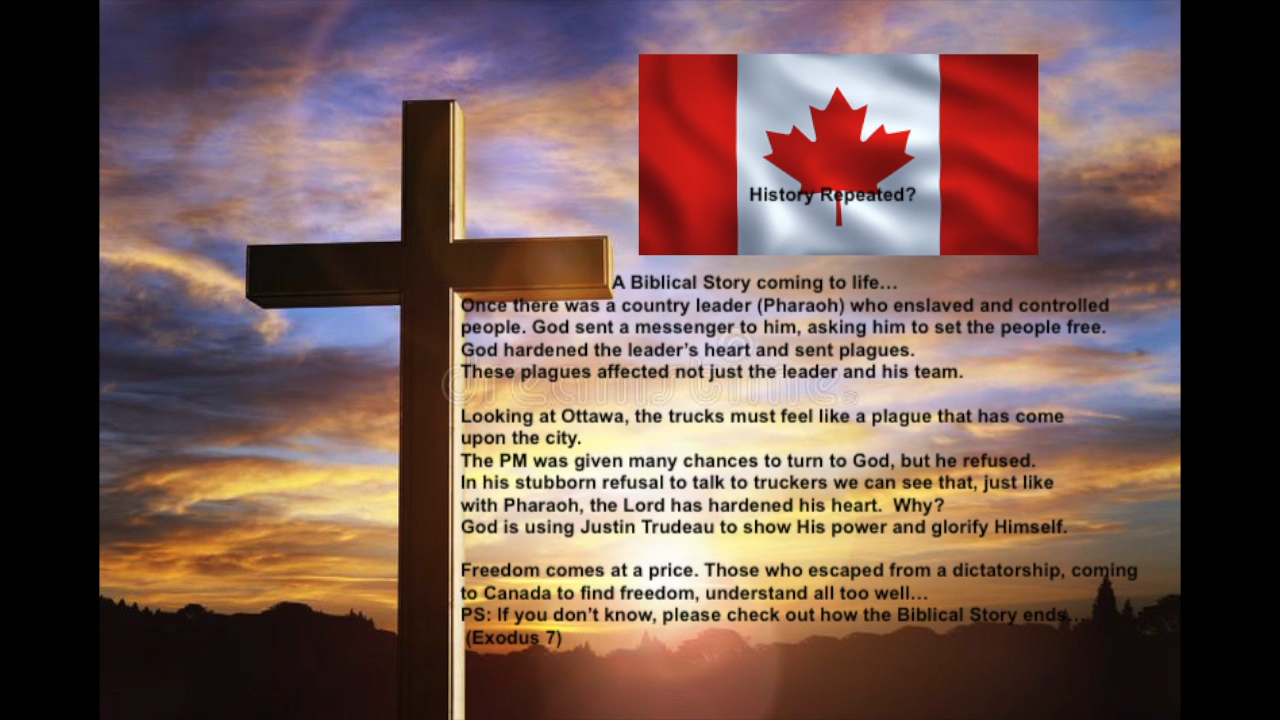 History Repeated?
A Biblical Story coming to life...
Once there was a country leader (Pharaoh) who enslaved and controlled
people. God sent a messenger to him, asking him to set the people free.
God hardened the leader's heart and sent plagues.
These plagues affected not just the leader and his team.
dreamstime.
Looking at Ottawa, the trucks must feel like a plague that has come
upon the city.
The PM was given many chances to turn to God, but he refused.
In his stubborn refusal to talk to truckers we can see that, just like
with Pharaoh, the Lord has hardened his heart.  Why?
God is using Justin Trudeau to show His power and glorify Himself.
Freedom comes at a price. Those who escaped from a dictatorship, coming
to Canada to find freedom, understand all too well...
PS: If you don't know, please check out how the Biblical Story ends....
(Exodus 7)